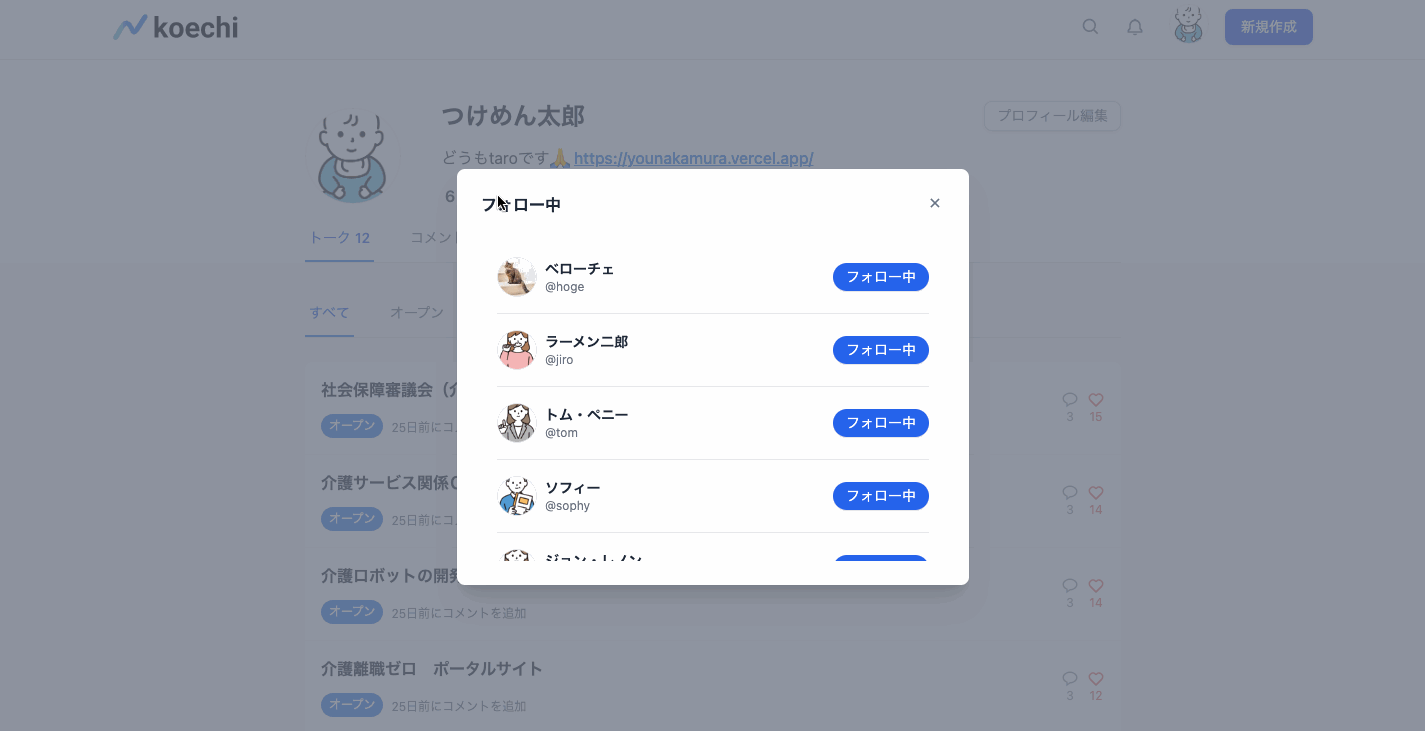 koechi
新規作成
つけめん太郎
プロフィール編集
どうもtaroです🙏 https://younakamura.vercel.app/
6
フォロー中
トーク 12
コメント
すべて
オープン
ベローチェ
@hoge
フォロー中
ラーメン二郎
@jiro
フォロー中
トム・ペニー
@tom
フォロー中
ソフィー
@sophy
フォロー中
ジョン・レノン
社会保障審議会（介
オープン 25日前にコ
3 15
介護サービス関係Q
オープン 25日前にコ
3 14
介護ロボットの開発
オープン 25日前にコメントを追加
3 14
介護離職ゼロ　ポータルサイト
オープン 25日前にコメントを追加
3 12